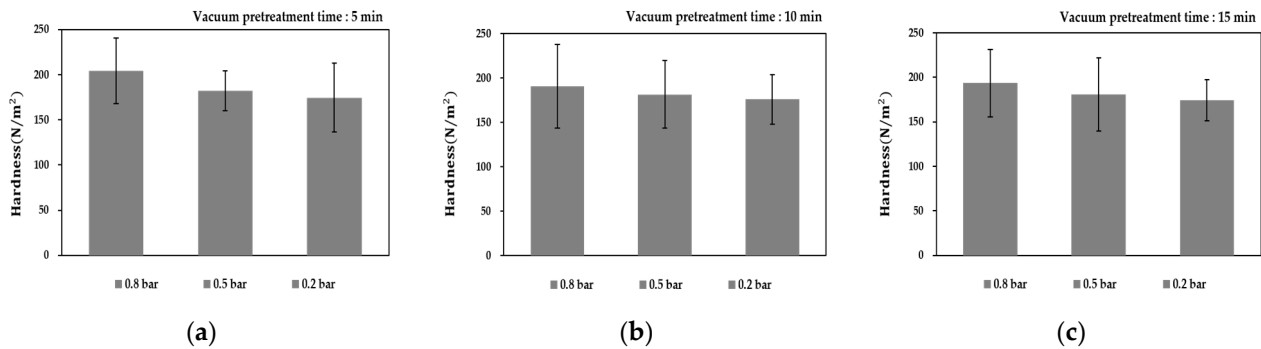 Vacuum pretreatment time : 5 min
Hardness(N/m²)
250
200
150
100
50
0
0.8 bar 0.5 bar 0.2 bar
(a)
Vacuum pretreatment time : 10 min
Hardness(N/m²)
250
200
150
100
50
0
0.8 bar 0.5 bar 0.2 bar
(b)
Vacuum pretreatment time : 15 min
Hardness(N/m²)
250
200
150
100
50
0
0.8 bar 0.5 bar 0.2 bar
(c)